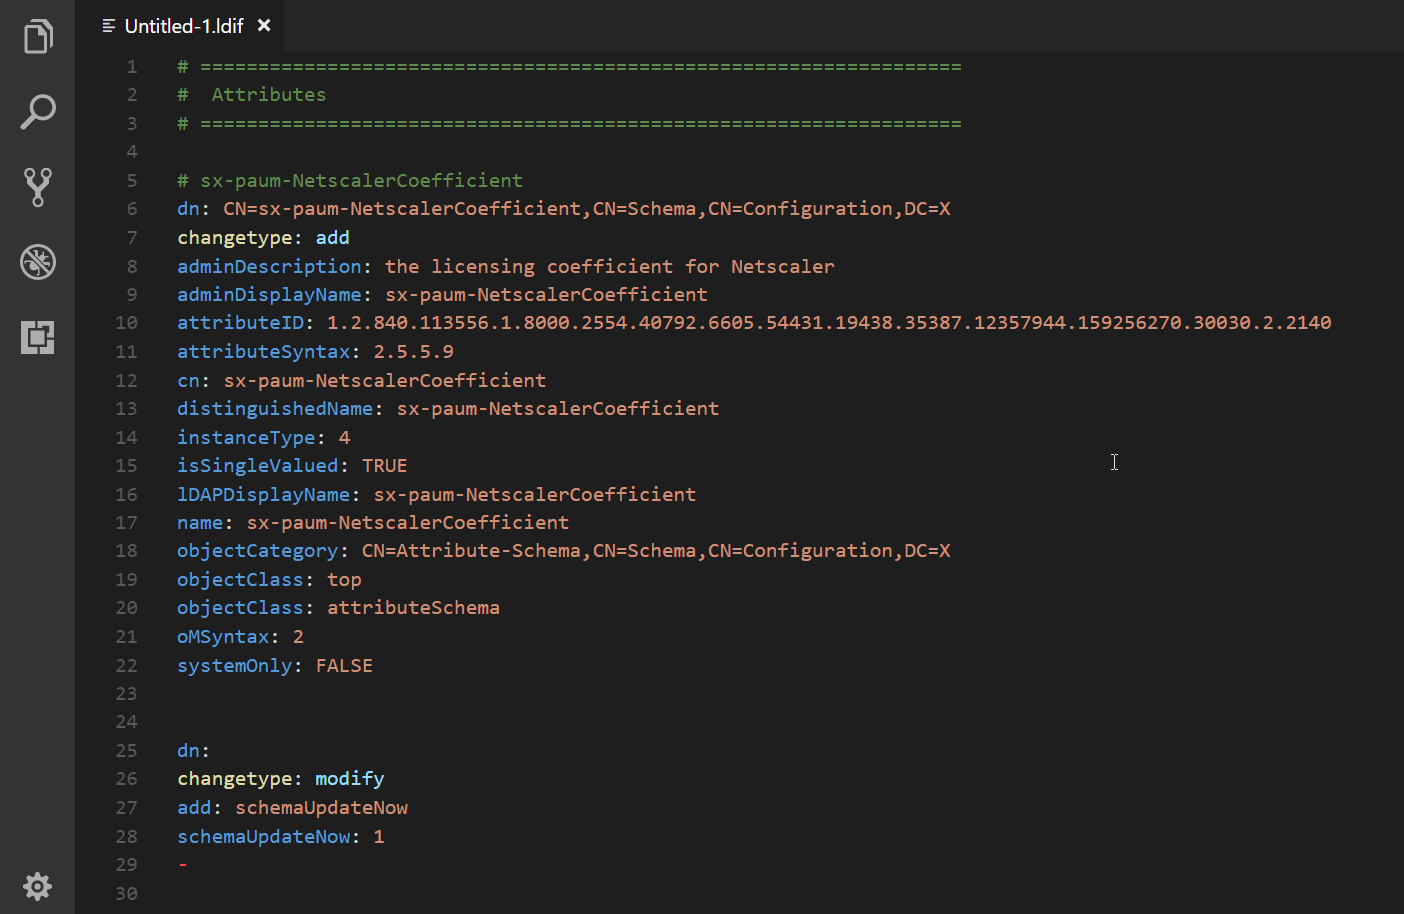 Untitled-1.ldif ×
1 # ==================================================================
2 #  Attributes
3 # ==================================================================
4
5 # sx-paum-NetscalerCoefficient
6 dn: CN=sx-paum-NetscalerCoefficient,CN=Schema,CN=Configuration,DC=X
7 changetype: add
8 adminDescription: the licensing coefficient for Netscaler
9 adminDisplayName: sx-paum-NetscalerCoefficient
10 attributeID: 1.2.840.113556.1.8000.2554.40792.6605.54431.19438.35387.12357944.159256270.30030.2.2140
11 attributeSyntax: 2.5.5.9
12 cn: sx-paum-NetscalerCoefficient
13 distinguishedName: sx-paum-NetscalerCoefficient
14 instanceType: 4
15 isSingleValued: TRUE
16 lDAPDisplayName: sx-paum-NetscalerCoefficient
17 name: sx-paum-NetscalerCoefficient
18 objectCategory: CN=Attribute-Schema,CN=Schema,CN=Configuration,DC=X
19 objectClass: top
20 objectClass: attributeSchema
21 oMSyntax: 2
22 systemOnly: FALSE
23
24
25 dn:
26 changetype: modify
27 add: schemaUpdateNow
28 schemaUpdateNow: 1
29 -
30